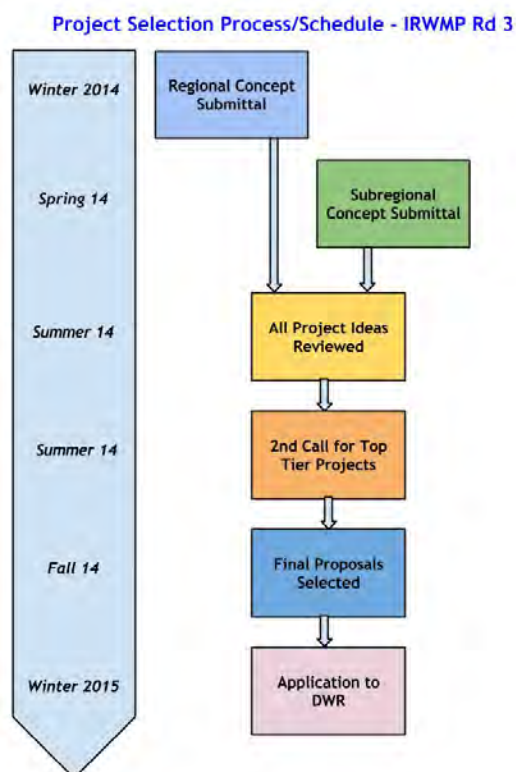 Project Selection Process/Schedule - IRWMP Rd 3
Winter 2014
Regional Concept
Submittal
Spring 14
Subregional
Concept Submittal
Summer 14
All Project Ideas
Reviewed
Summer 14
2nd Call for Top
Tier Projects
Fall 14
Final Proposals
Selected
Winter 2015
Application to
DWR